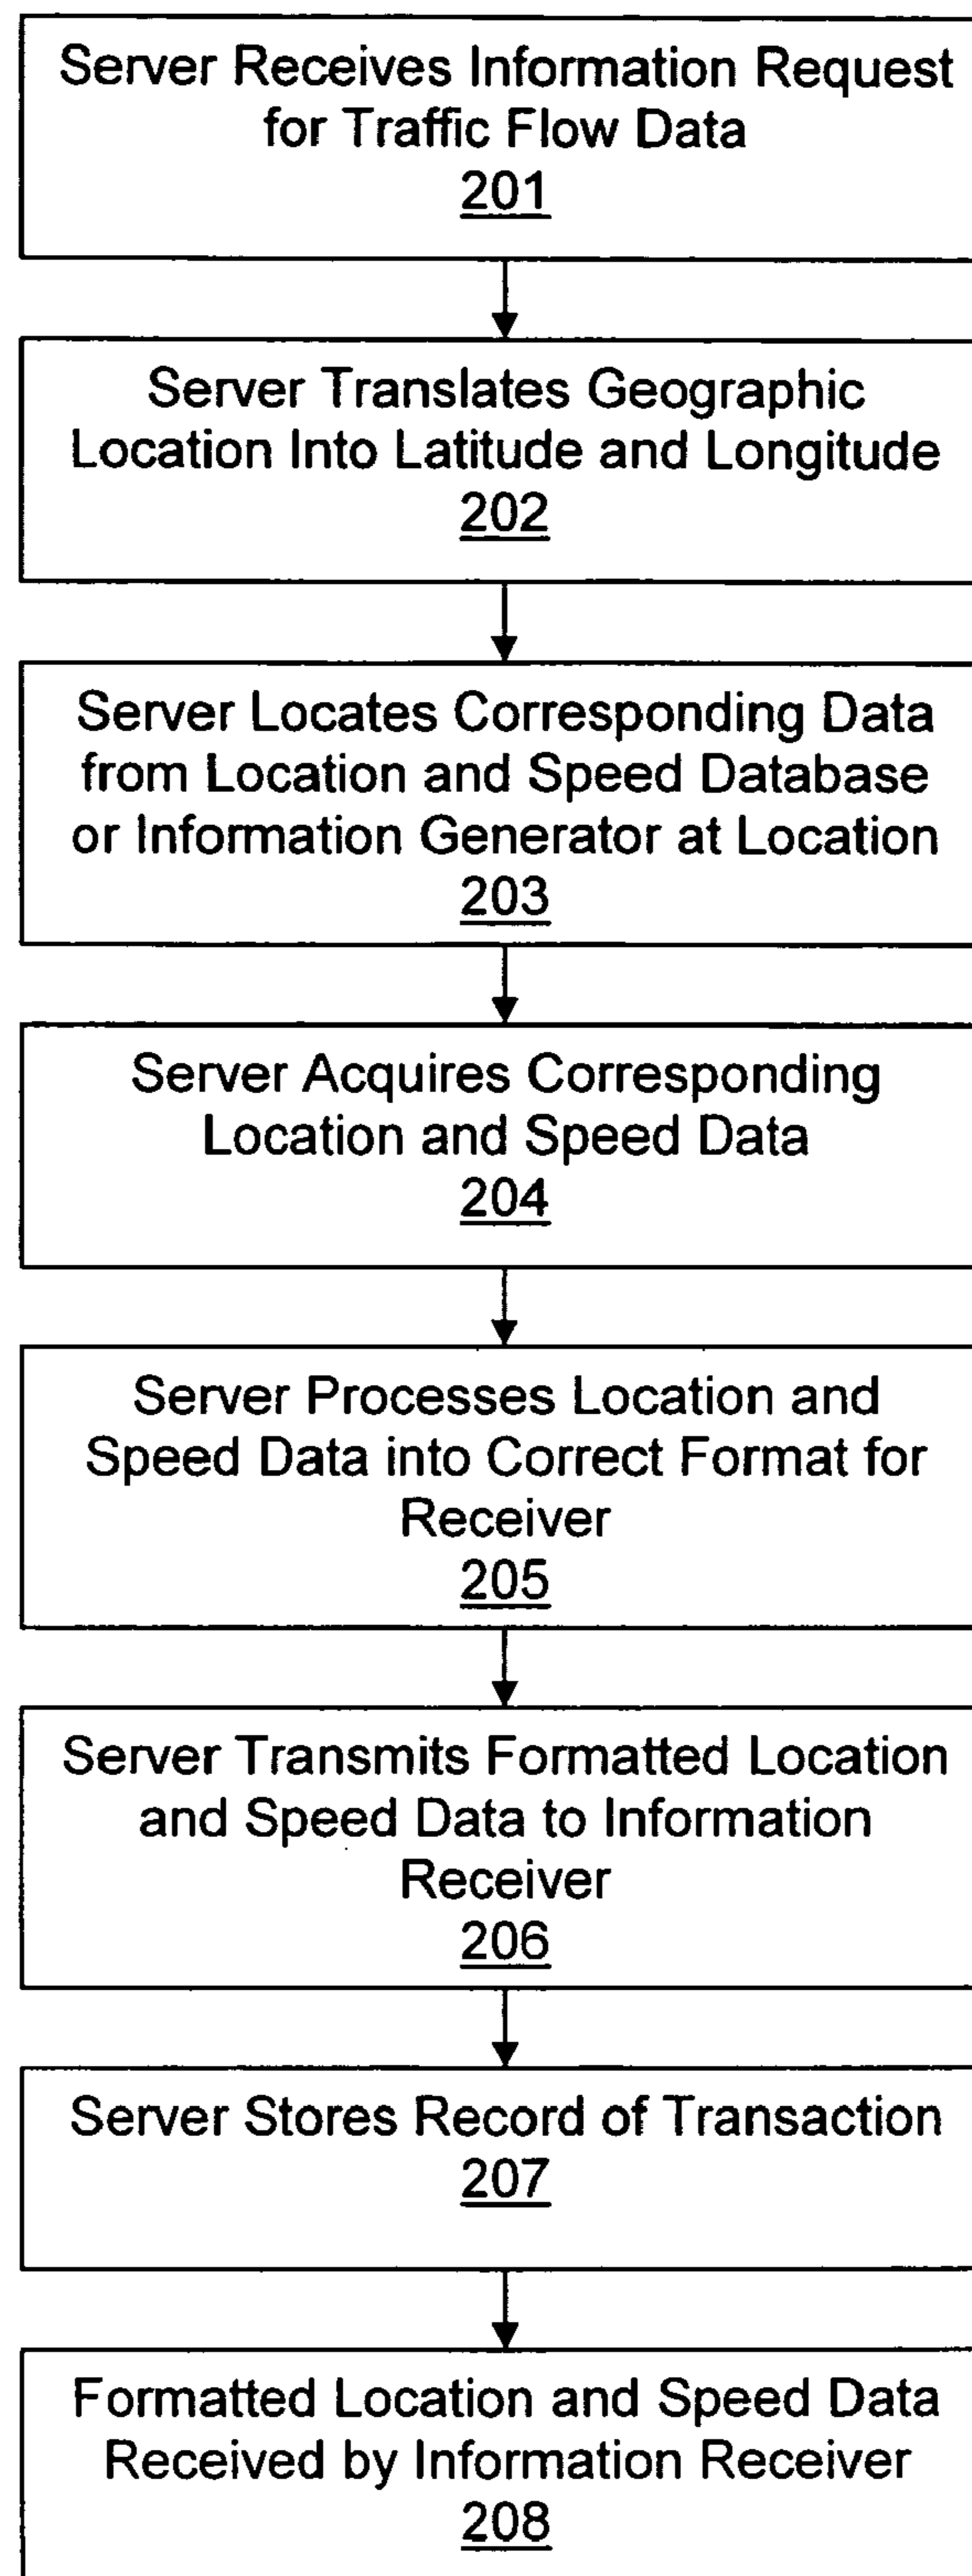 Server Receives Information Request
for Traffic Flow Data
201
Server Translates Geographic
Location Into Latitude and Longitude
202
Server Locates Corresponding Data
from Location and Speed Database
or Information Generator at Location
203
Server Acquires Corresponding
Location and Speed Data
204
Server Processes Location and
Speed Data into Correct Format for
Receiver
205
Server Transmits Formatted Location
and Speed Data to Information
Receiver
206
Server Stores Record of Transaction
207
Formatted Location and Speed Data
Received by Information Receiver
208